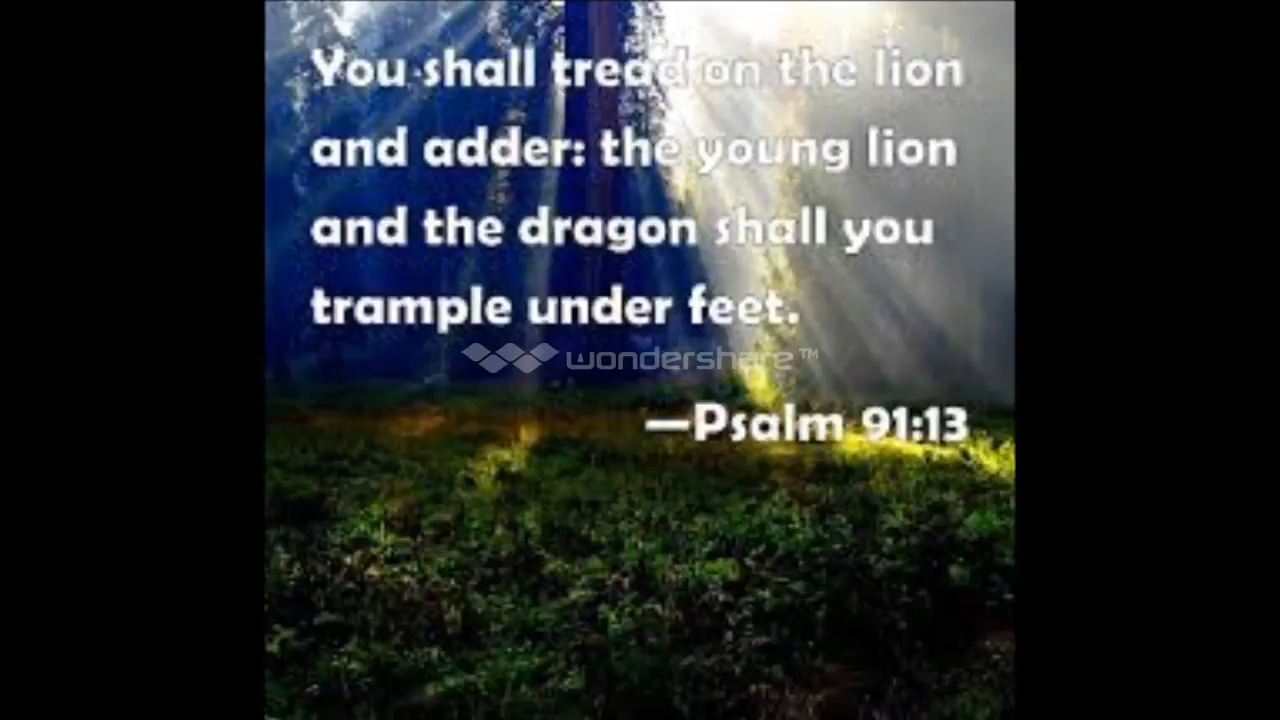 You shall tread on the lion
and adder: the young lion
and the dragon shall you
trample under feet.
wondershare™
—Psalm 91:13